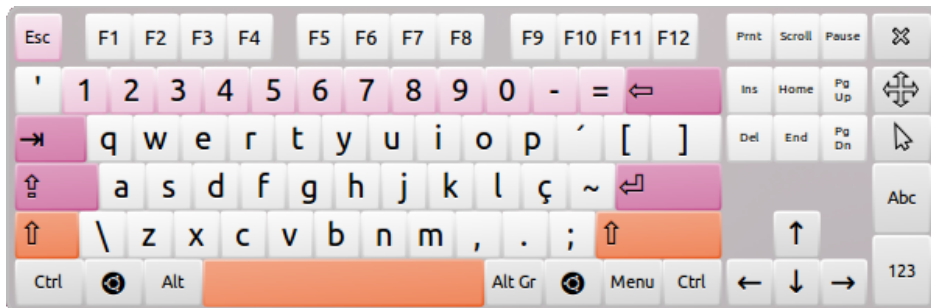 Esc F1 F2 F3 F4 F5 F6 F7 F8 F9 F10 F11 F12 Prnt Scroll Pause
' 1 2 3 4 5 6 7 8 9 0 - = ⇦ Ins Home Pg Up
⇥ q w e r t y u i o p ´ [ ] Del End Pg Dn
a s d f g h j k l ç ~ ⏎ Abc
⇧ \ z x c v b n m , . ; ⇧ ↑
Ctrl Alt Alt Gr Menu Ctrl ← ↓ → 123